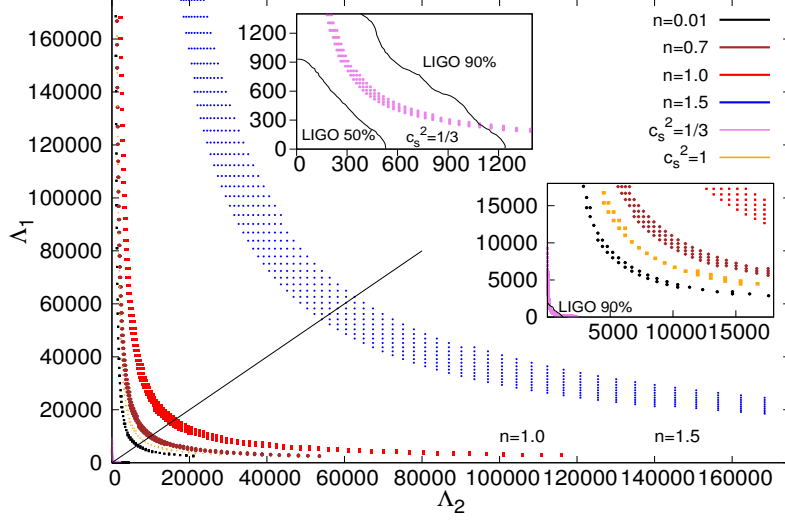 160000
140000
120000
100000
80000
60000
40000
20000
0
Λ1
0 20000 40000 60000 80000 100000 120000 140000 160000
Λ2
n=1.0 n=1.5
1400
1200
900
600
300
0
0 300 600 900 1200
LIGO 90%
LIGO 50%
cs²=1/3
n=0.01
n=0.7
n=1.0
n=1.5
cs²=1/3
cs²=1
15000
10000
5000
0
5000 10000 15000
LIGO 90%